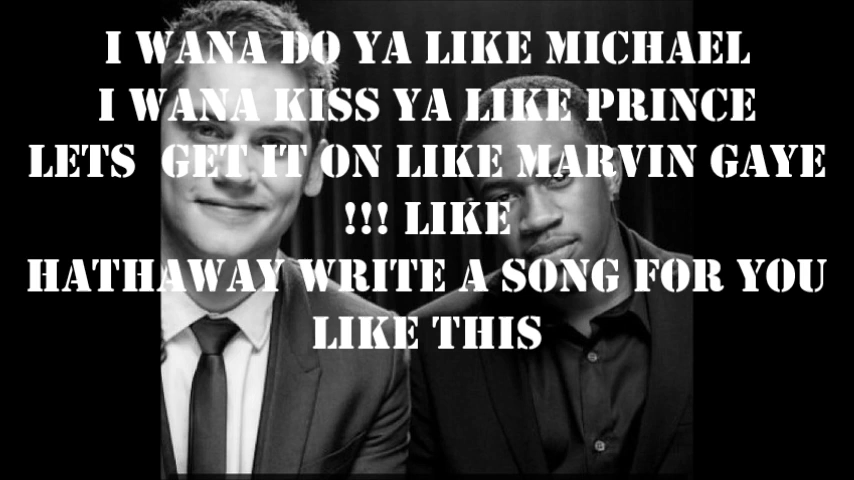 I WANA DO YA LIKE MICHAEL
I WANA KISS YA LIKE PRINCE
LETS  GET IT ON LIKE MARVIN GAYE
!!! LIKE
HATHAWAY WRITE A SONG FOR YOU
LIKE THIS